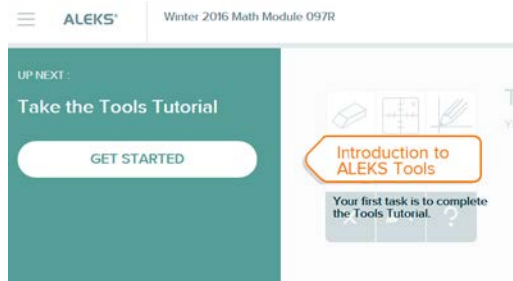 ALEKS®
Winter 2016 Math Module 097R
UP NEXT :
Take the Tools Tutorial
GET STARTED
Introduction to
ALEKS Tools
Your first task is to complete
the Tools Tutorial.
?